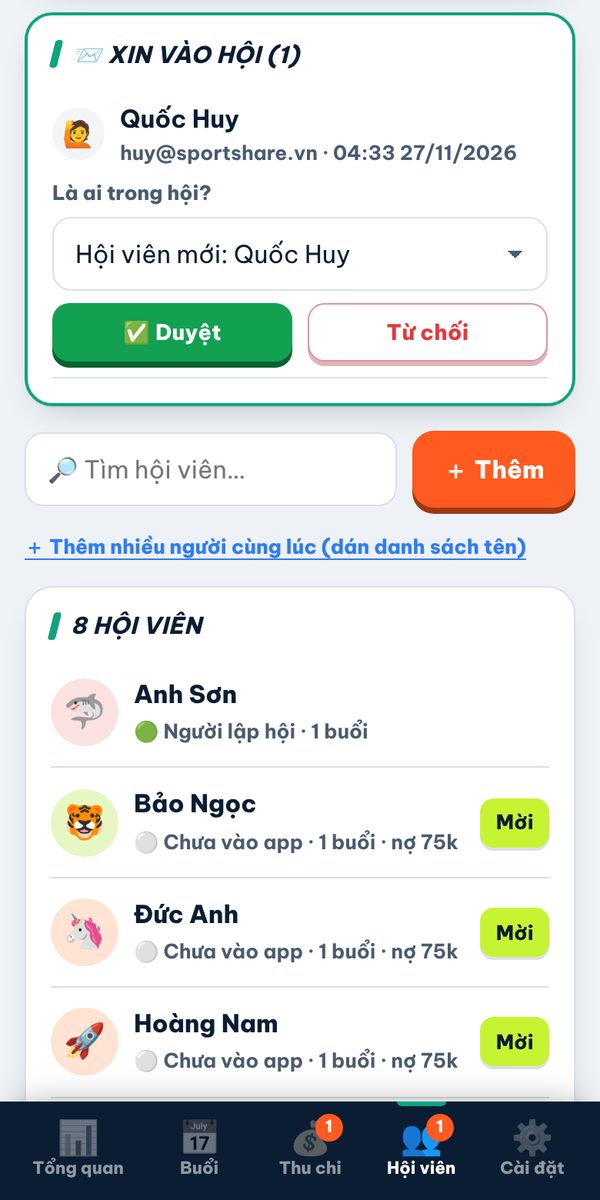 XIN VÀO HỘI (1)
Quốc Huy
huy@sportshare.vn · 04:33 27/11/2026
Là ai trong hội?
Hội viên mới: Quốc Huy
Duyệt
Từ chối
Tìm hội viên...
+ Thêm
+ Thêm nhiều người cùng lúc (dán danh sách tên)
8 HỘI VIÊN
Anh Sơn
Người lập hội · 1 buổi
Bảo Ngọc
Chưa vào app · 1 buổi · nợ 75k
Mời
Đức Anh
Chưa vào app · 1 buổi · nợ 75k
Mời
Hoàng Nam
Chưa vào app · 1 buổi · nợ 75k
Mời
July
17
1
1
Tổng quan
Buổi
Thu chi
Hội viên
Cài đặt